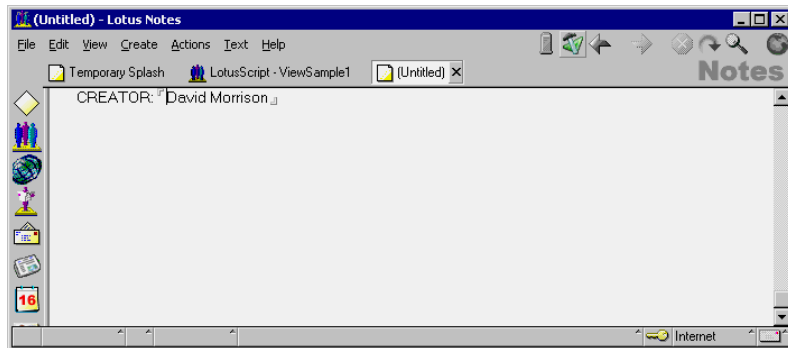 (Untitled) - Lotus Notes
File Edit View Create Actions Text Help
Temporary Splash LotusScript - ViewSample1 (Untitled)
Notes
CREATOR: David Morrison
16
Internet